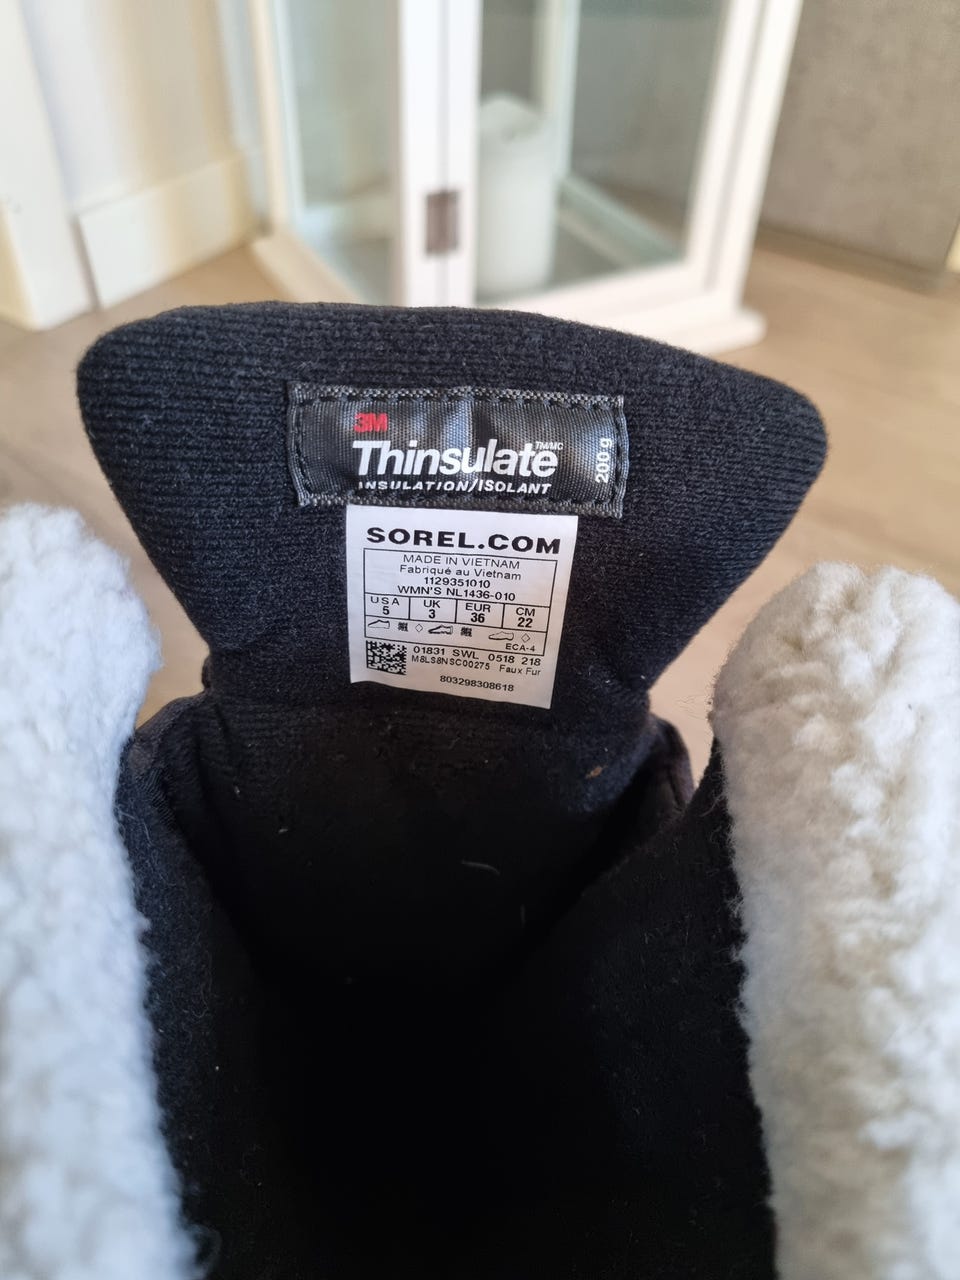 3M
Thinsulate TM/MC
INSULATION/ISOLANT
200 g
SOREL.COM
MADE IN VIETNAM
Fabriqué au Vietnam
1129351010
WMN'S NL1436-010
USA UK EUR CM
5 3 36 22
ECA-4
01831 SWL 0518 218
M8LS8NSC00275 Faux Fur
803298308618